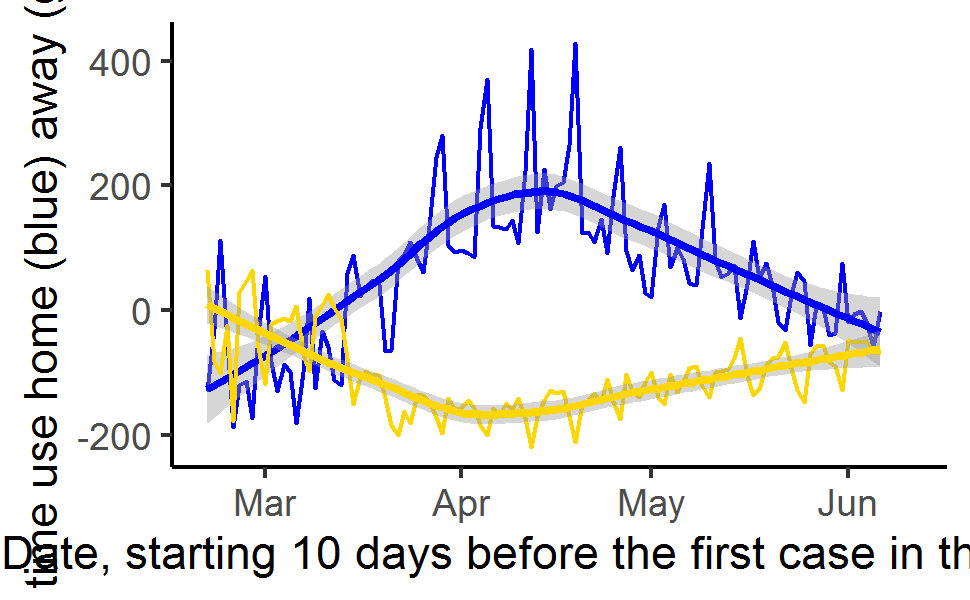 time use home (blue) away (
400
200
0
-200
Mar Apr May Jun
Date, starting 10 days before the first case in th